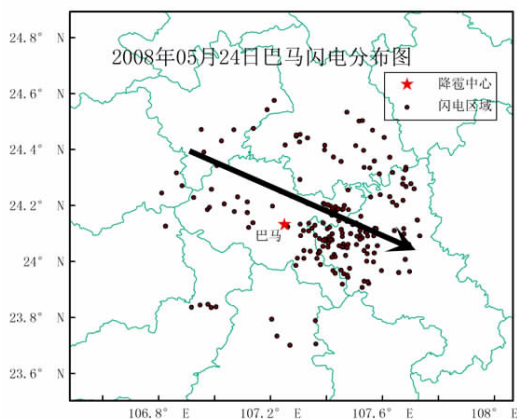 24.8° N
2008年05月24日巴马闪电分布图
24.6° N
降雹中心
闪电区域
24.4° N
24.2° N
巴马
24° N
23.8° N
23.6° N
106.8° E 107.2° E 107.6° E 108° E